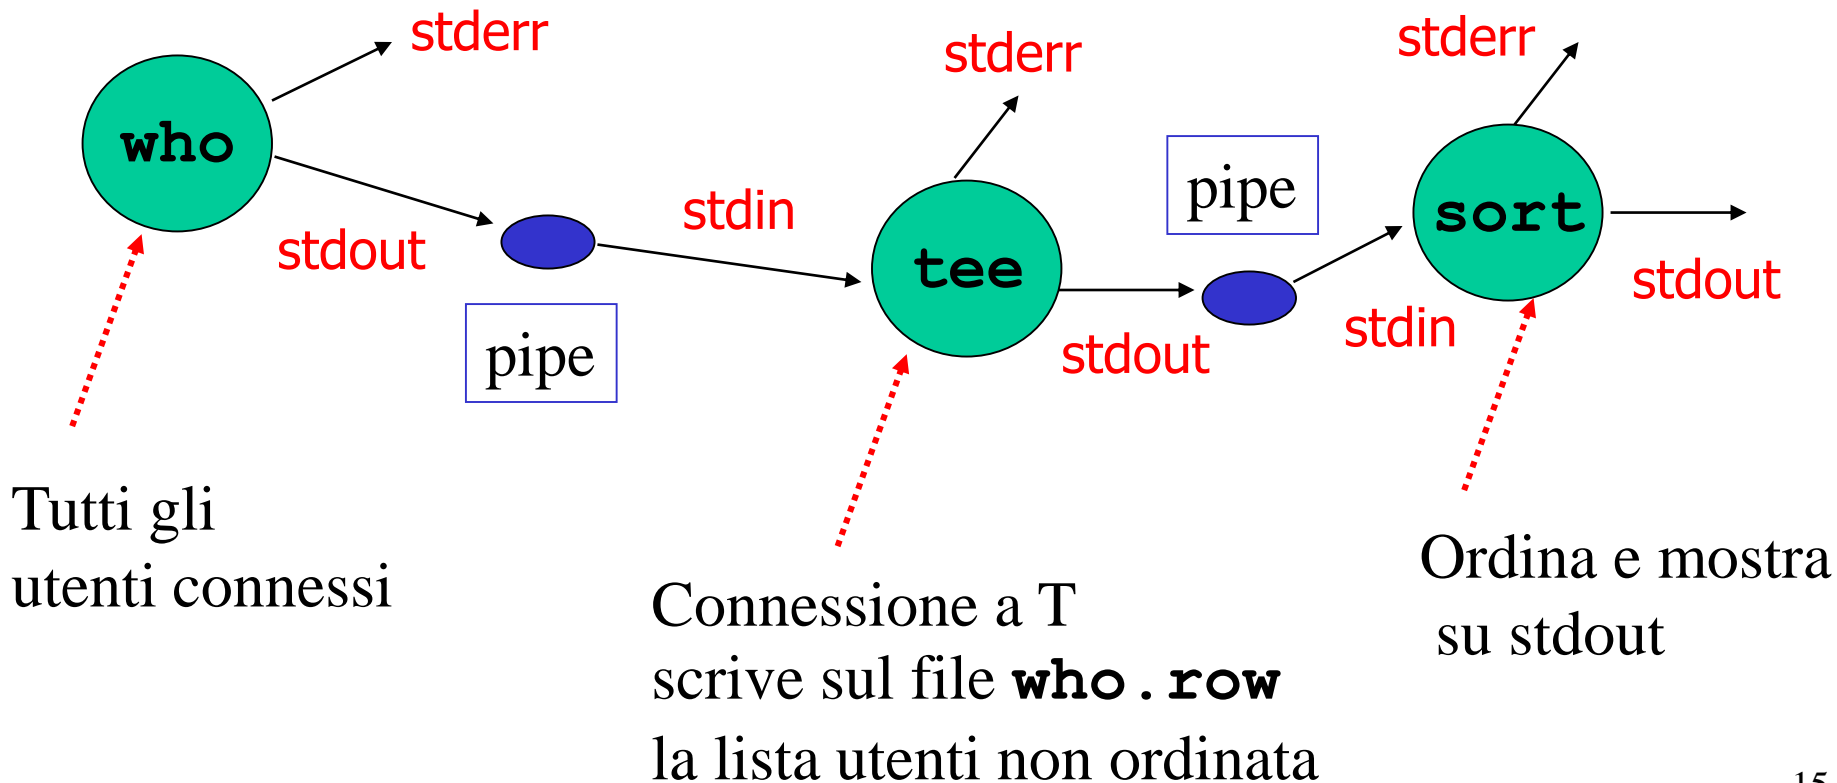 stderr
stderr
stderr
who
pipe
stdin
sort
stdout
tee
stdout
pipe
stdout
stdin
Tutti gli
utenti connessi
Connessione a T
scrive sul file who.row
la lista utenti non ordinata
Ordina e mostra
su stdout
15